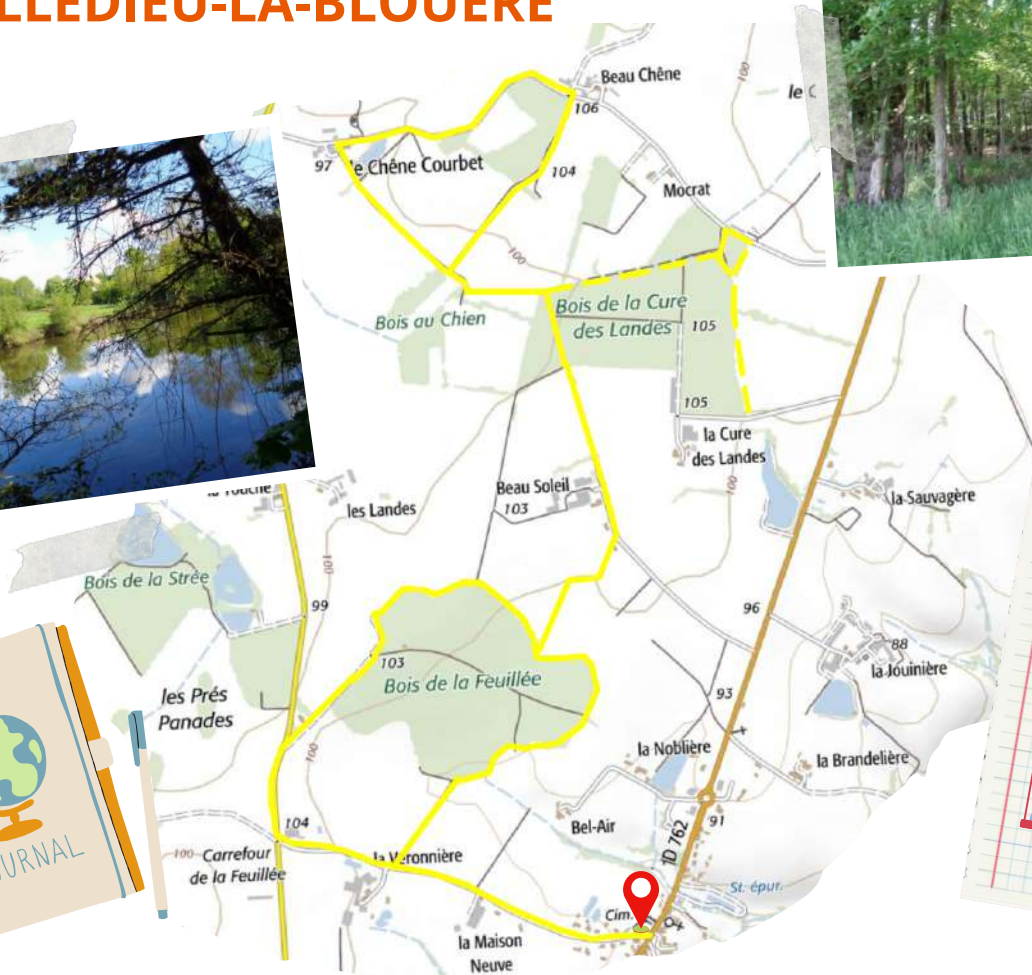 LLEDIEU-LA-BLOUÈRE
Beau Chêne
100
106
97
le Chêne Courbet
104
Mocrat
100
Bois au Chien
Bois de la Cure
des Landes
105
105
la Cure
des Landes
100
Beau Soleil
103
la Sauvagère
les Landes
100
Bois de la Strée
99
96
88
la Jouinière
103
Bois de la Feuillée
les Prés
Panades
93
100
la Noblière
la Brandelière
104
Bel-Air
D 762
91
100
Carrefour
de la Feuillée
la Véronnière
St. épur.
Cim.
la Maison
Neuve
URNAL